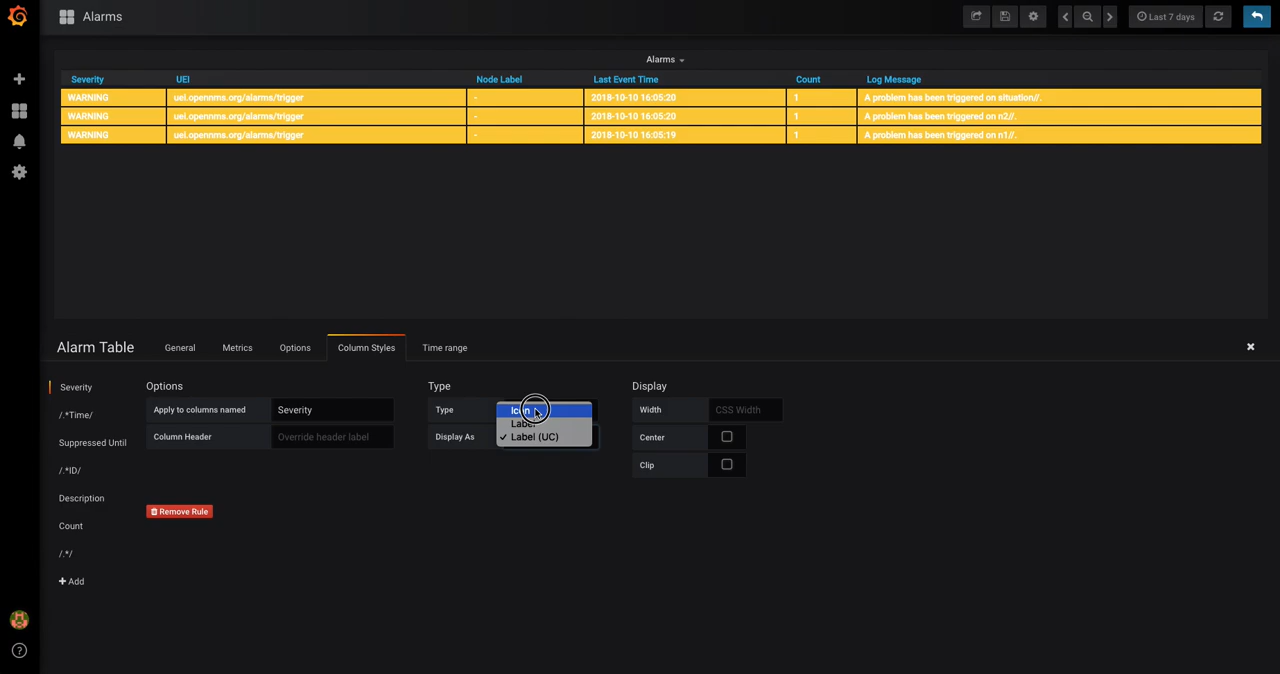 Alarms
Last 7 days
Alarms
Severity UEI Node Label Last Event Time Count Log Message
WARNING uei.opennms.org/alarms/trigger - 2018-10-10 16:05:20 1 A problem has been triggered on situation//.
WARNING uei.opennms.org/alarms/trigger - 2018-10-10 16:05:20 1 A problem has been triggered on n2//.
WARNING uei.opennms.org/alarms/trigger - 2018-10-10 16:05:19 1 A problem has been triggered on n1//.
Alarm Table General Metrics Options Column Styles Time range
Severity
/.*Time/
Suppressed Until
/.*ID/
Description
Count
/.*/
Add
Options
Apply to columns named Severity
Column Header Override header label
Remove Rule
Type
Type
Display As
Icon
Label
Label (UC)
Display
Width CSS Width
Center
Clip